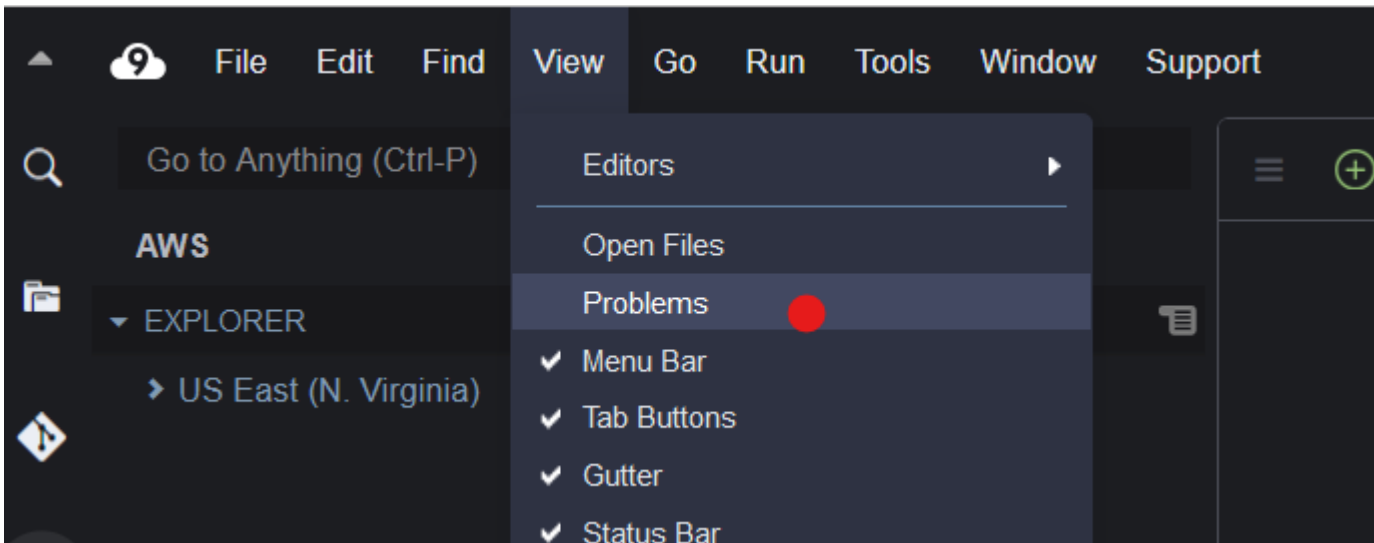 9 File Edit Find View Go Run Tools Window Support
Go to Anything (Ctrl-P)
AWS
EXPLORER
US East (N. Virginia)
Editors
Open Files
Problems
Menu Bar
Tab Buttons
Gutter
Status Bar